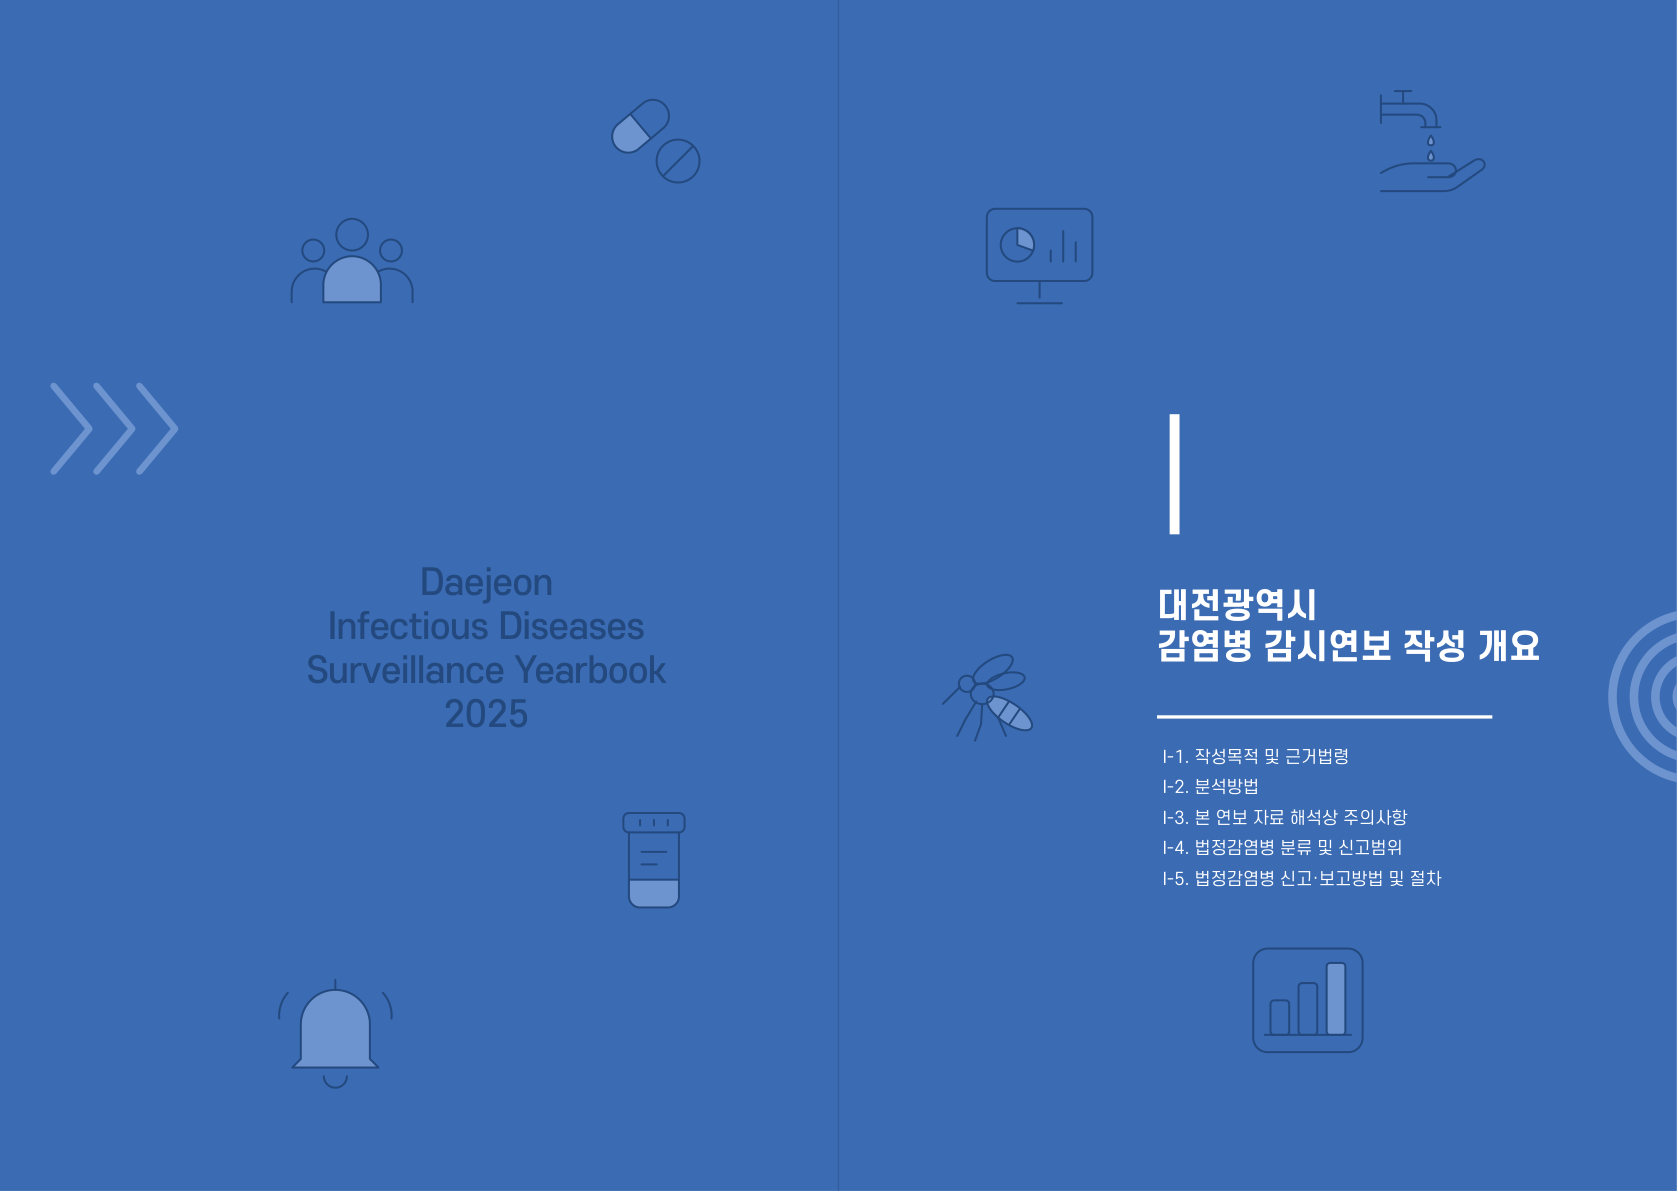 Daejeon
Infectious Diseases
Surveillance Yearbook
2025
I
대전광역시
감염병 감시연보 작성 개요
I-1. 작성목적 및 근거법령
I-2. 분석방법
I-3. 본 연보 자료 해석상 주의사항
I-4. 법정감염병 분류 및 신고범위
I-5. 법정감염병 신고·보고방법 및 절차